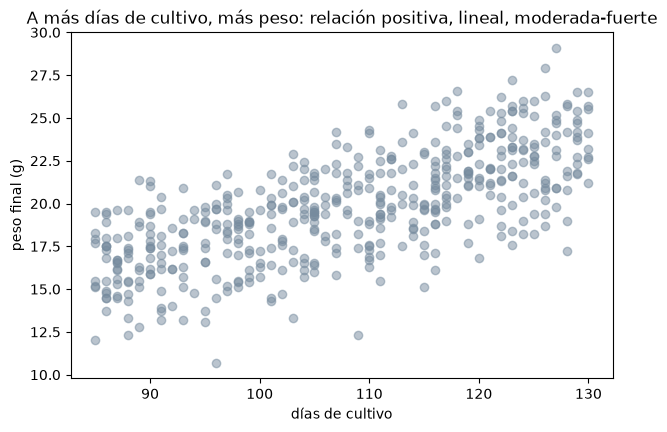 A más días de cultivo, más peso: relación positiva, lineal, moderada-fuerte
30.0
27.5
25.0
22.5
20.0
17.5
15.0
12.5
10.0
peso final (g)
90 100 110 120 130
días de cultivo